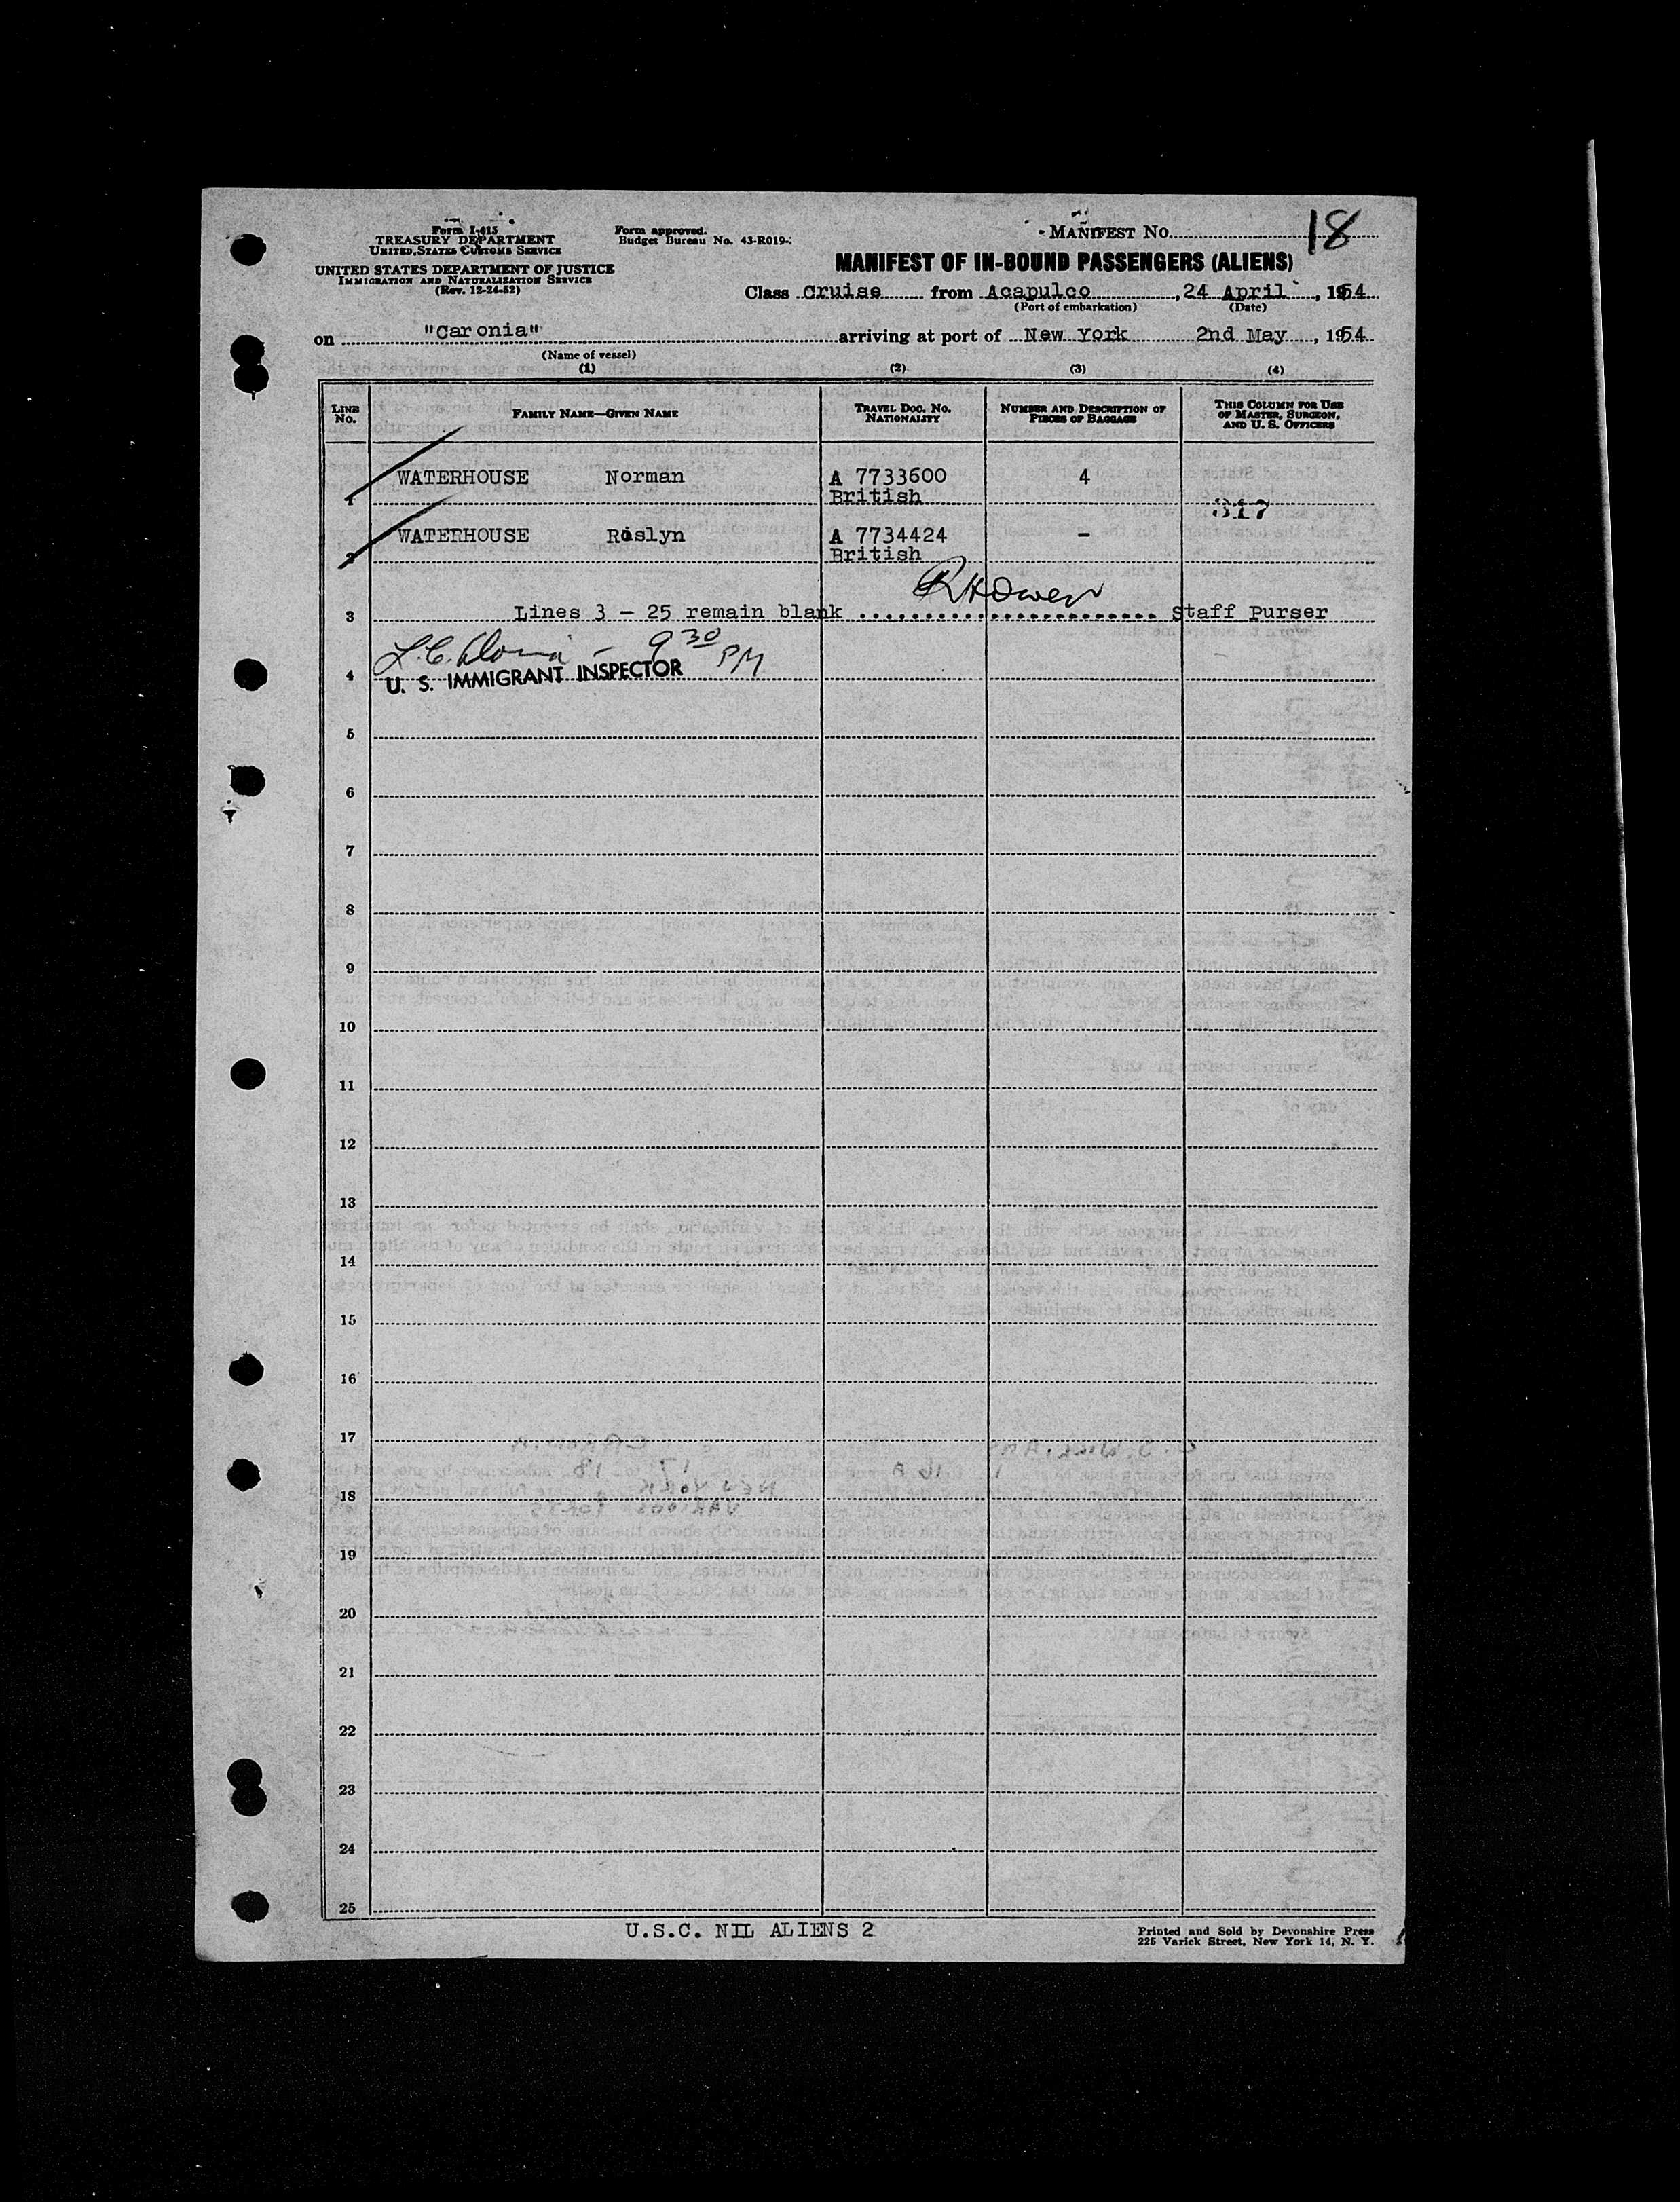 Form I-415
TREASURY DEPARTMENT
UNITED STATES CUSTOMS SERVICE
UNITED STATES DEPARTMENT OF JUSTICE
IMMIGRATION AND NATURALIZATION SERVICE
(Rev. 12-24-52)
Form approved.
Budget Bureau No. 43-R019-
MANIFEST No. 18
MANIFEST OF IN-BOUND PASSENGERS (ALIENS)
Class Cruise from Acapulco, 24 April, 1954
(Port of embarkation) (Date)
on "Caronia" arriving at port of New York 2nd May, 1954
(Name of vessel)
(1) (2) (3) (4)
LINE No. FAMILY NAME—GIVEN NAME TRAVEL DOC. NO. NATIONALITY NUMBER AND DESCRIPTION OF PIECES OF BAGGAGE THIS COLUMN FOR USE OF MASTER, SURGEON, AND U. S. OFFICERS
1 WATERHOUSE Norman A 7733600 4
British
317
2 WATERHOUSE Roslyn A 7734424 -
British
RHOwen
3 Lines 3 - 25 remain blank ...................... Staff Purser
9 30 PM
4 U. S. IMMIGRANT INSPECTOR
5
6
7
8
9
10
11
12
13
14
15
16
17
18
19
20
21
22
23
24
25
U.S.C. NIL ALIENS 2
Printed and Sold by Devonshire Press
225 Varick Street, New York 14, N. Y.